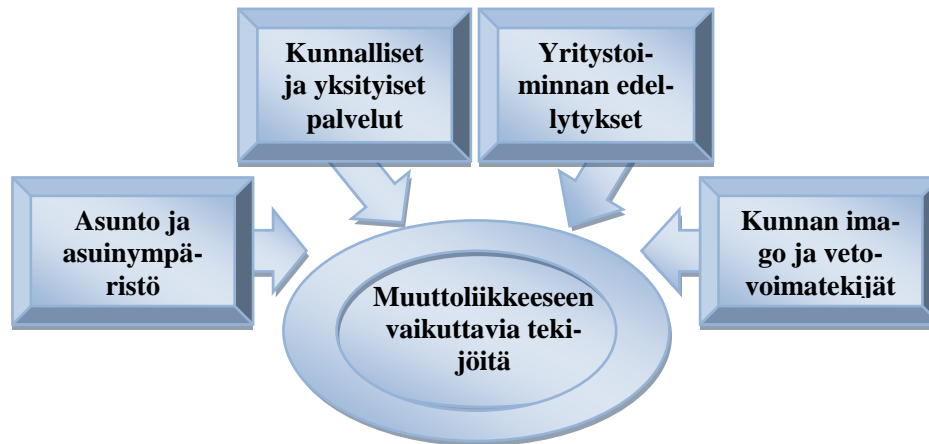 Kunnalliset
ja yksityiset
palvelut
Yritystoi-
minnan edel-
lytykset
Asunto ja
asuinympä-
ristö
Kunnan ima-
go ja veto-
voimatekijät
Muuttoliikkeeseen
vaikuttavia teki-
jöitä